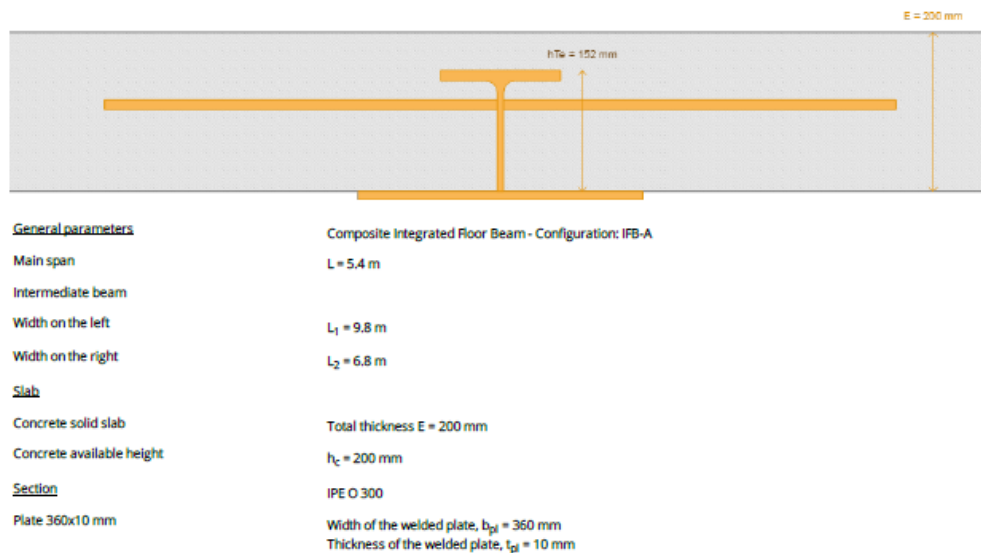 E = 200 mm
hTe = 152 mm
General parameters Composite Integrated Floor Beam - Configuration: IFB-A
Main span L = 5.4 m
Intermediate beam
Width on the left L₁ = 9.8 m
Width on the right L₂ = 6.8 m
Slab
Concrete solid slab Total thickness E = 200 mm
Concrete available height h꜀ = 200 mm
Section IPE O 300
Plate 360x10 mm Width of the welded plate, bₚₗ = 360 mm
Thickness of the welded plate, tₚₗ = 10 mm